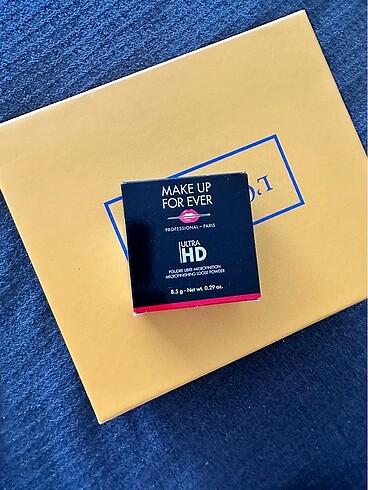 MAKE UP
FOR EVER
PROFESSIONAL – PARIS
ULTRA
HD
POUDRE LIBRE MICROFINITION
MICROFINISHING LOOSE POWDER
8.5 g - Net wt. 0.29 oz.